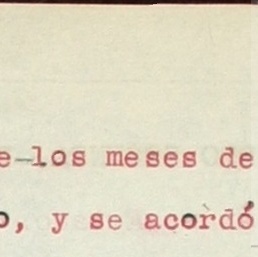 e los meses de
o, y se acordó